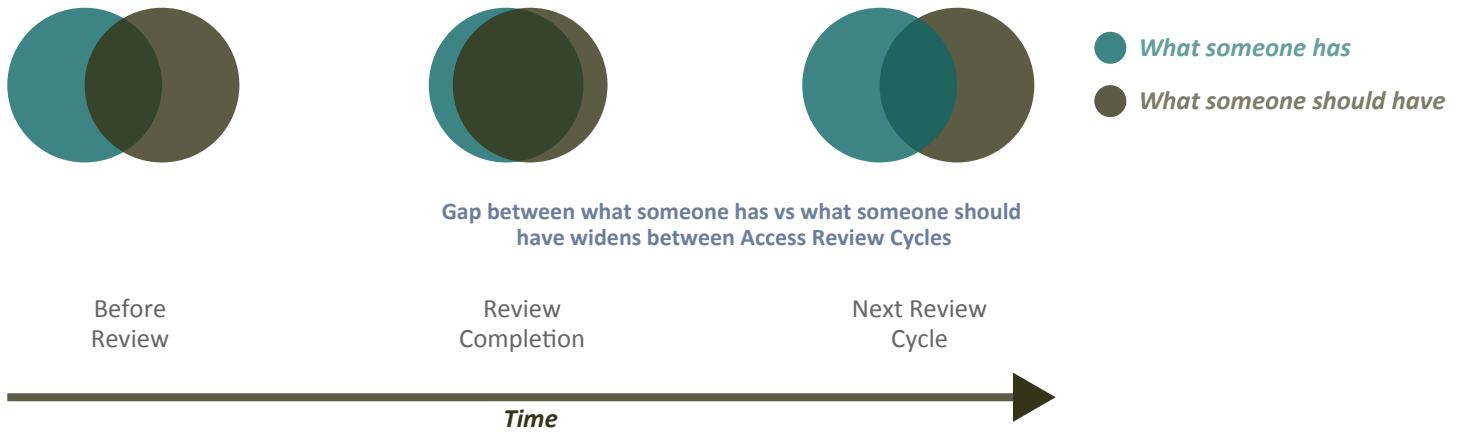 What someone has
What someone should have
Gap between what someone has vs what someone should
have widens between Access Review Cycles
Before
Review
Review
Completion
Next Review
Cycle
Time